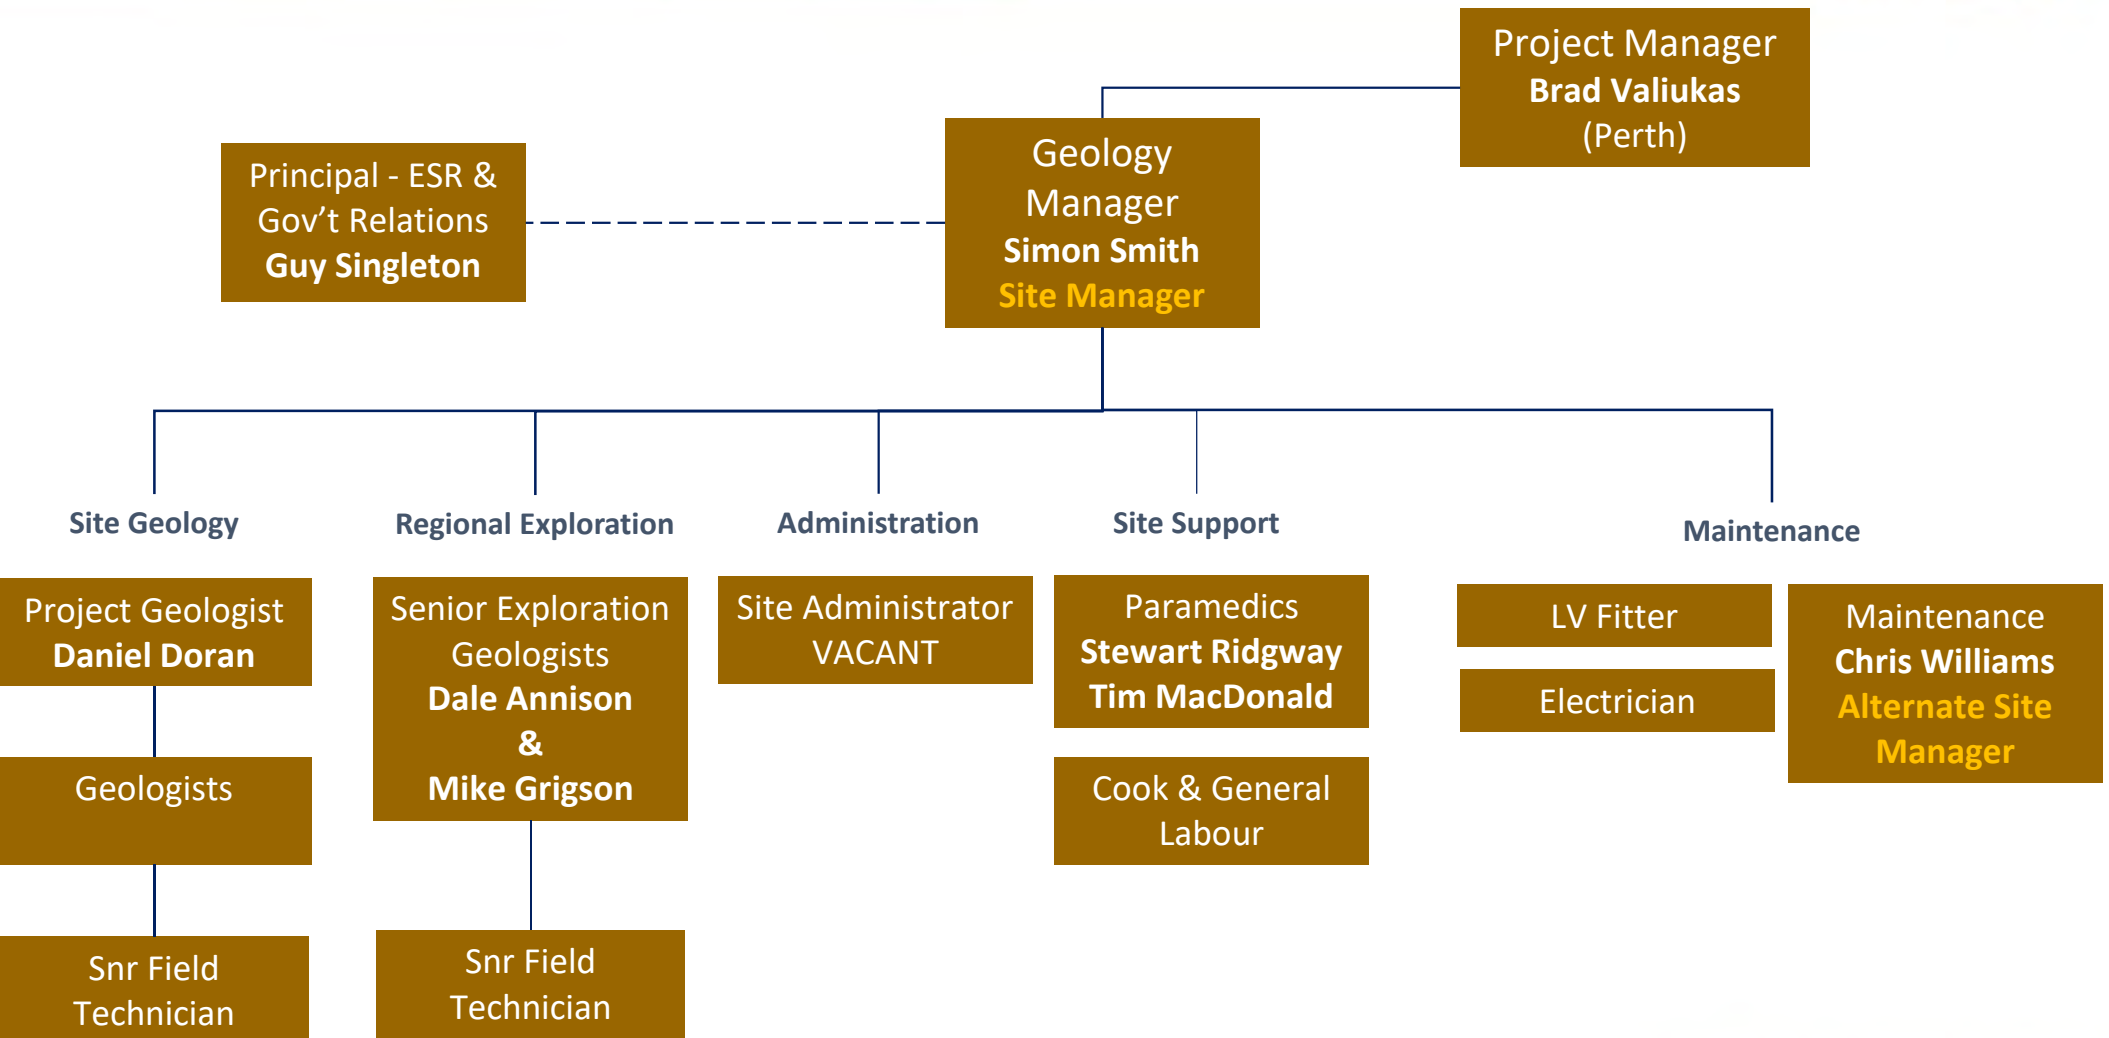 Project Manager
Brad Valiukas
(Perth)
Geology
Manager
Simon Smith
Site Manager
Principal - ESR &
Gov’t Relations
Guy Singleton
Site Geology
Regional Exploration
Administration
Site Support
Maintenance
Project Geologist
Daniel Doran
Geologists
Snr Field
Technician
Senior Exploration
Geologists
Dale Annison
&
Mike Grigson
Snr Field
Technician
Site Administrator
VACANT
Paramedics
Stewart Ridgway
Tim MacDonald
Cook & General
Labour
LV Fitter
Electrician
Maintenance
Chris Williams
Alternate Site
Manager